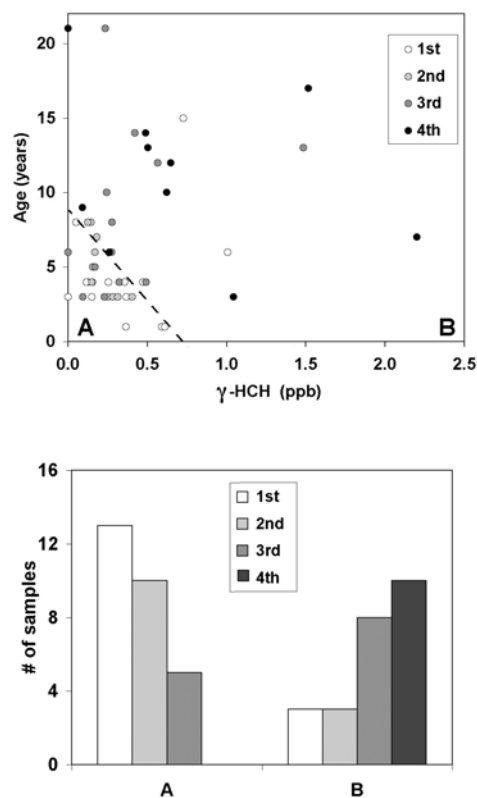 20
15
10
5
0
Age (years)
1st
2nd
3rd
4th
A
B
0.0 0.5 1.0 1.5 2.0 2.5
γ-HCH (ppb)
16
12
8
4
0
# of samples
1st
2nd
3rd
4th
A B